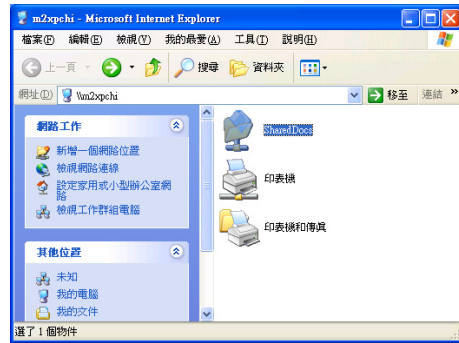 m2xpchi - Microsoft Internet Explorer
檔案(F) 編輯(E) 檢視(V) 我的最愛(A) 工具(T) 說明(H)
上一頁 搜尋 資料夾
網址(D) \\m2xpchi 移至 連結 »
網路工作
新增一個網路位置
檢視網路連線
設定家用或小型辦公室網
路
檢視工作群組電腦
其他位置
未知
我的電腦
我的文件
SharedDocs
印表機
印表機和傳真
選了 1 個物件